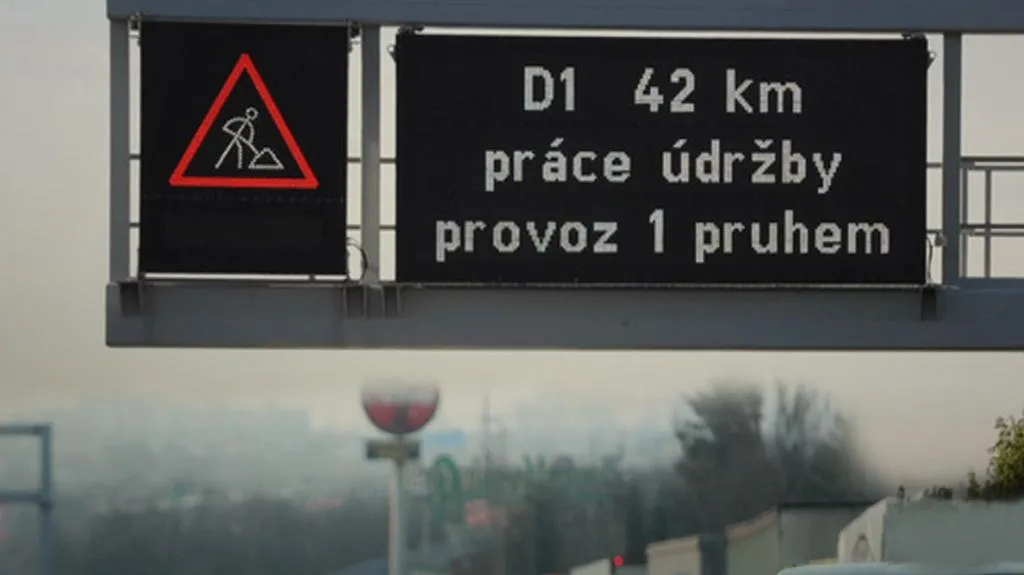 D1 42 km
práce údržby
provoz 1 pruhem